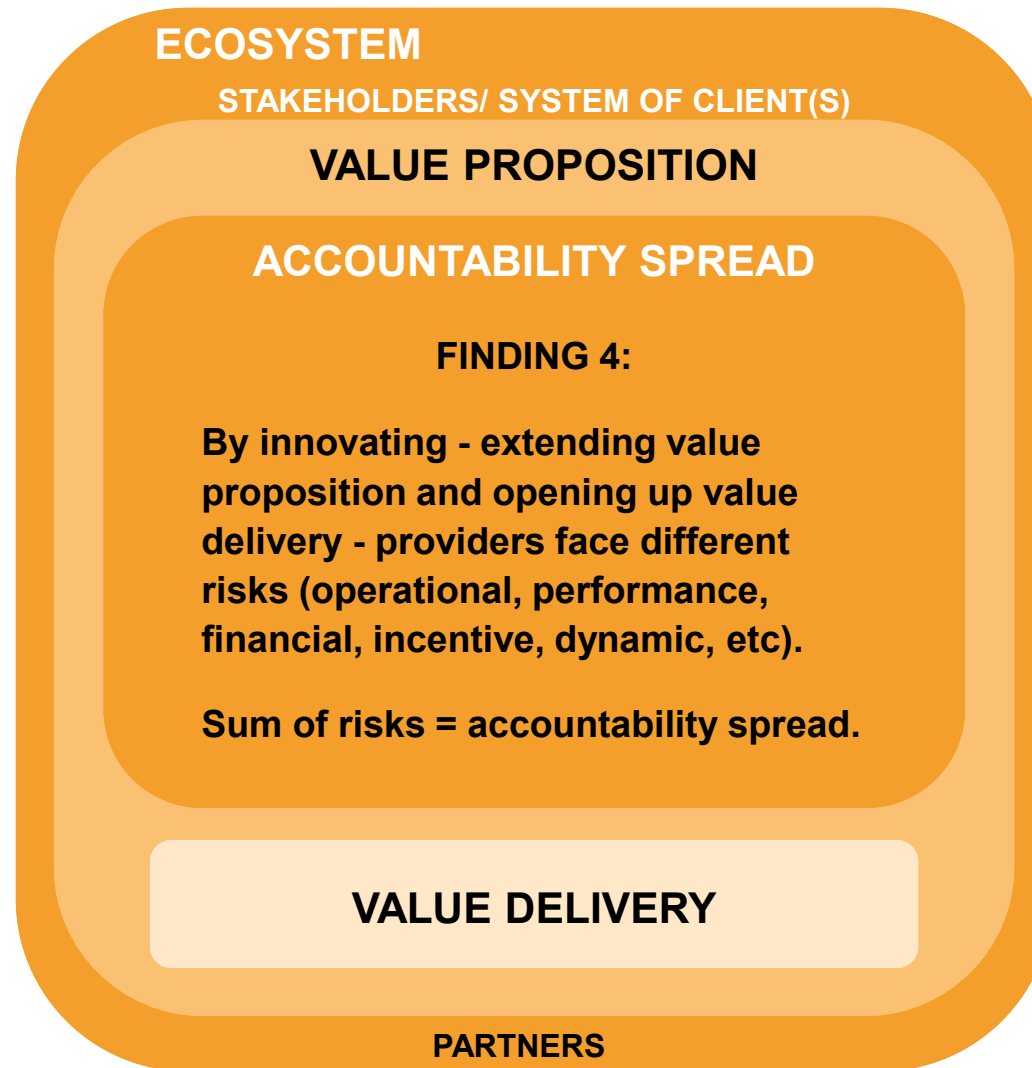 ECOSYSTEM
STAKEHOLDERS/ SYSTEM OF CLIENT(S)
VALUE PROPOSITION
ACCOUNTABILITY SPREAD
FINDING 4:
By innovating - extending value
proposition and opening up value
delivery - providers face different
risks (operational, performance,
financial, incentive, dynamic, etc).
Sum of risks = accountability spread.
VALUE DELIVERY
PARTNERS